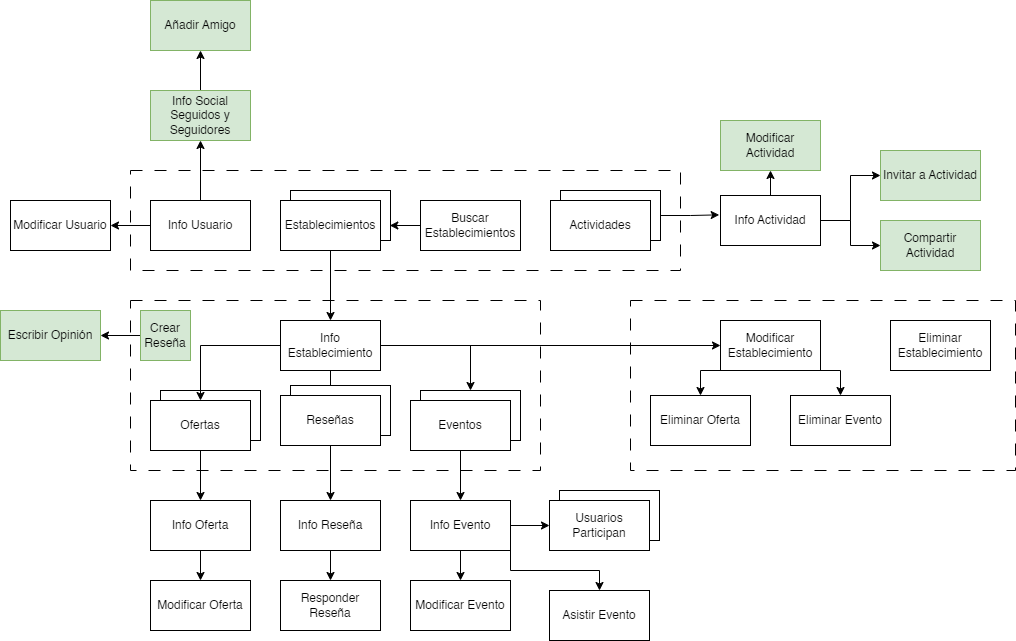 Añadir Amigo
Info Social
Seguidos y
Seguidores
Modificar
Actividad
Invitar a Actividad
Modificar Usuario
Info Usuario
Establecimientos
Buscar
Establecimientos
Actividades
Info Actividad
Compartir
Actividad
Escribir Opinión
Crear
Reseña
Info
Establecimiento
Modificar
Establecimiento
Eliminar
Establecimiento
Ofertas
Reseñas
Eventos
Eliminar Oferta
Eliminar Evento
Info Oferta
Info Reseña
Info Evento
Usuarios
Participan
Modificar Oferta
Responder
Reseña
Modificar Evento
Asistir Evento